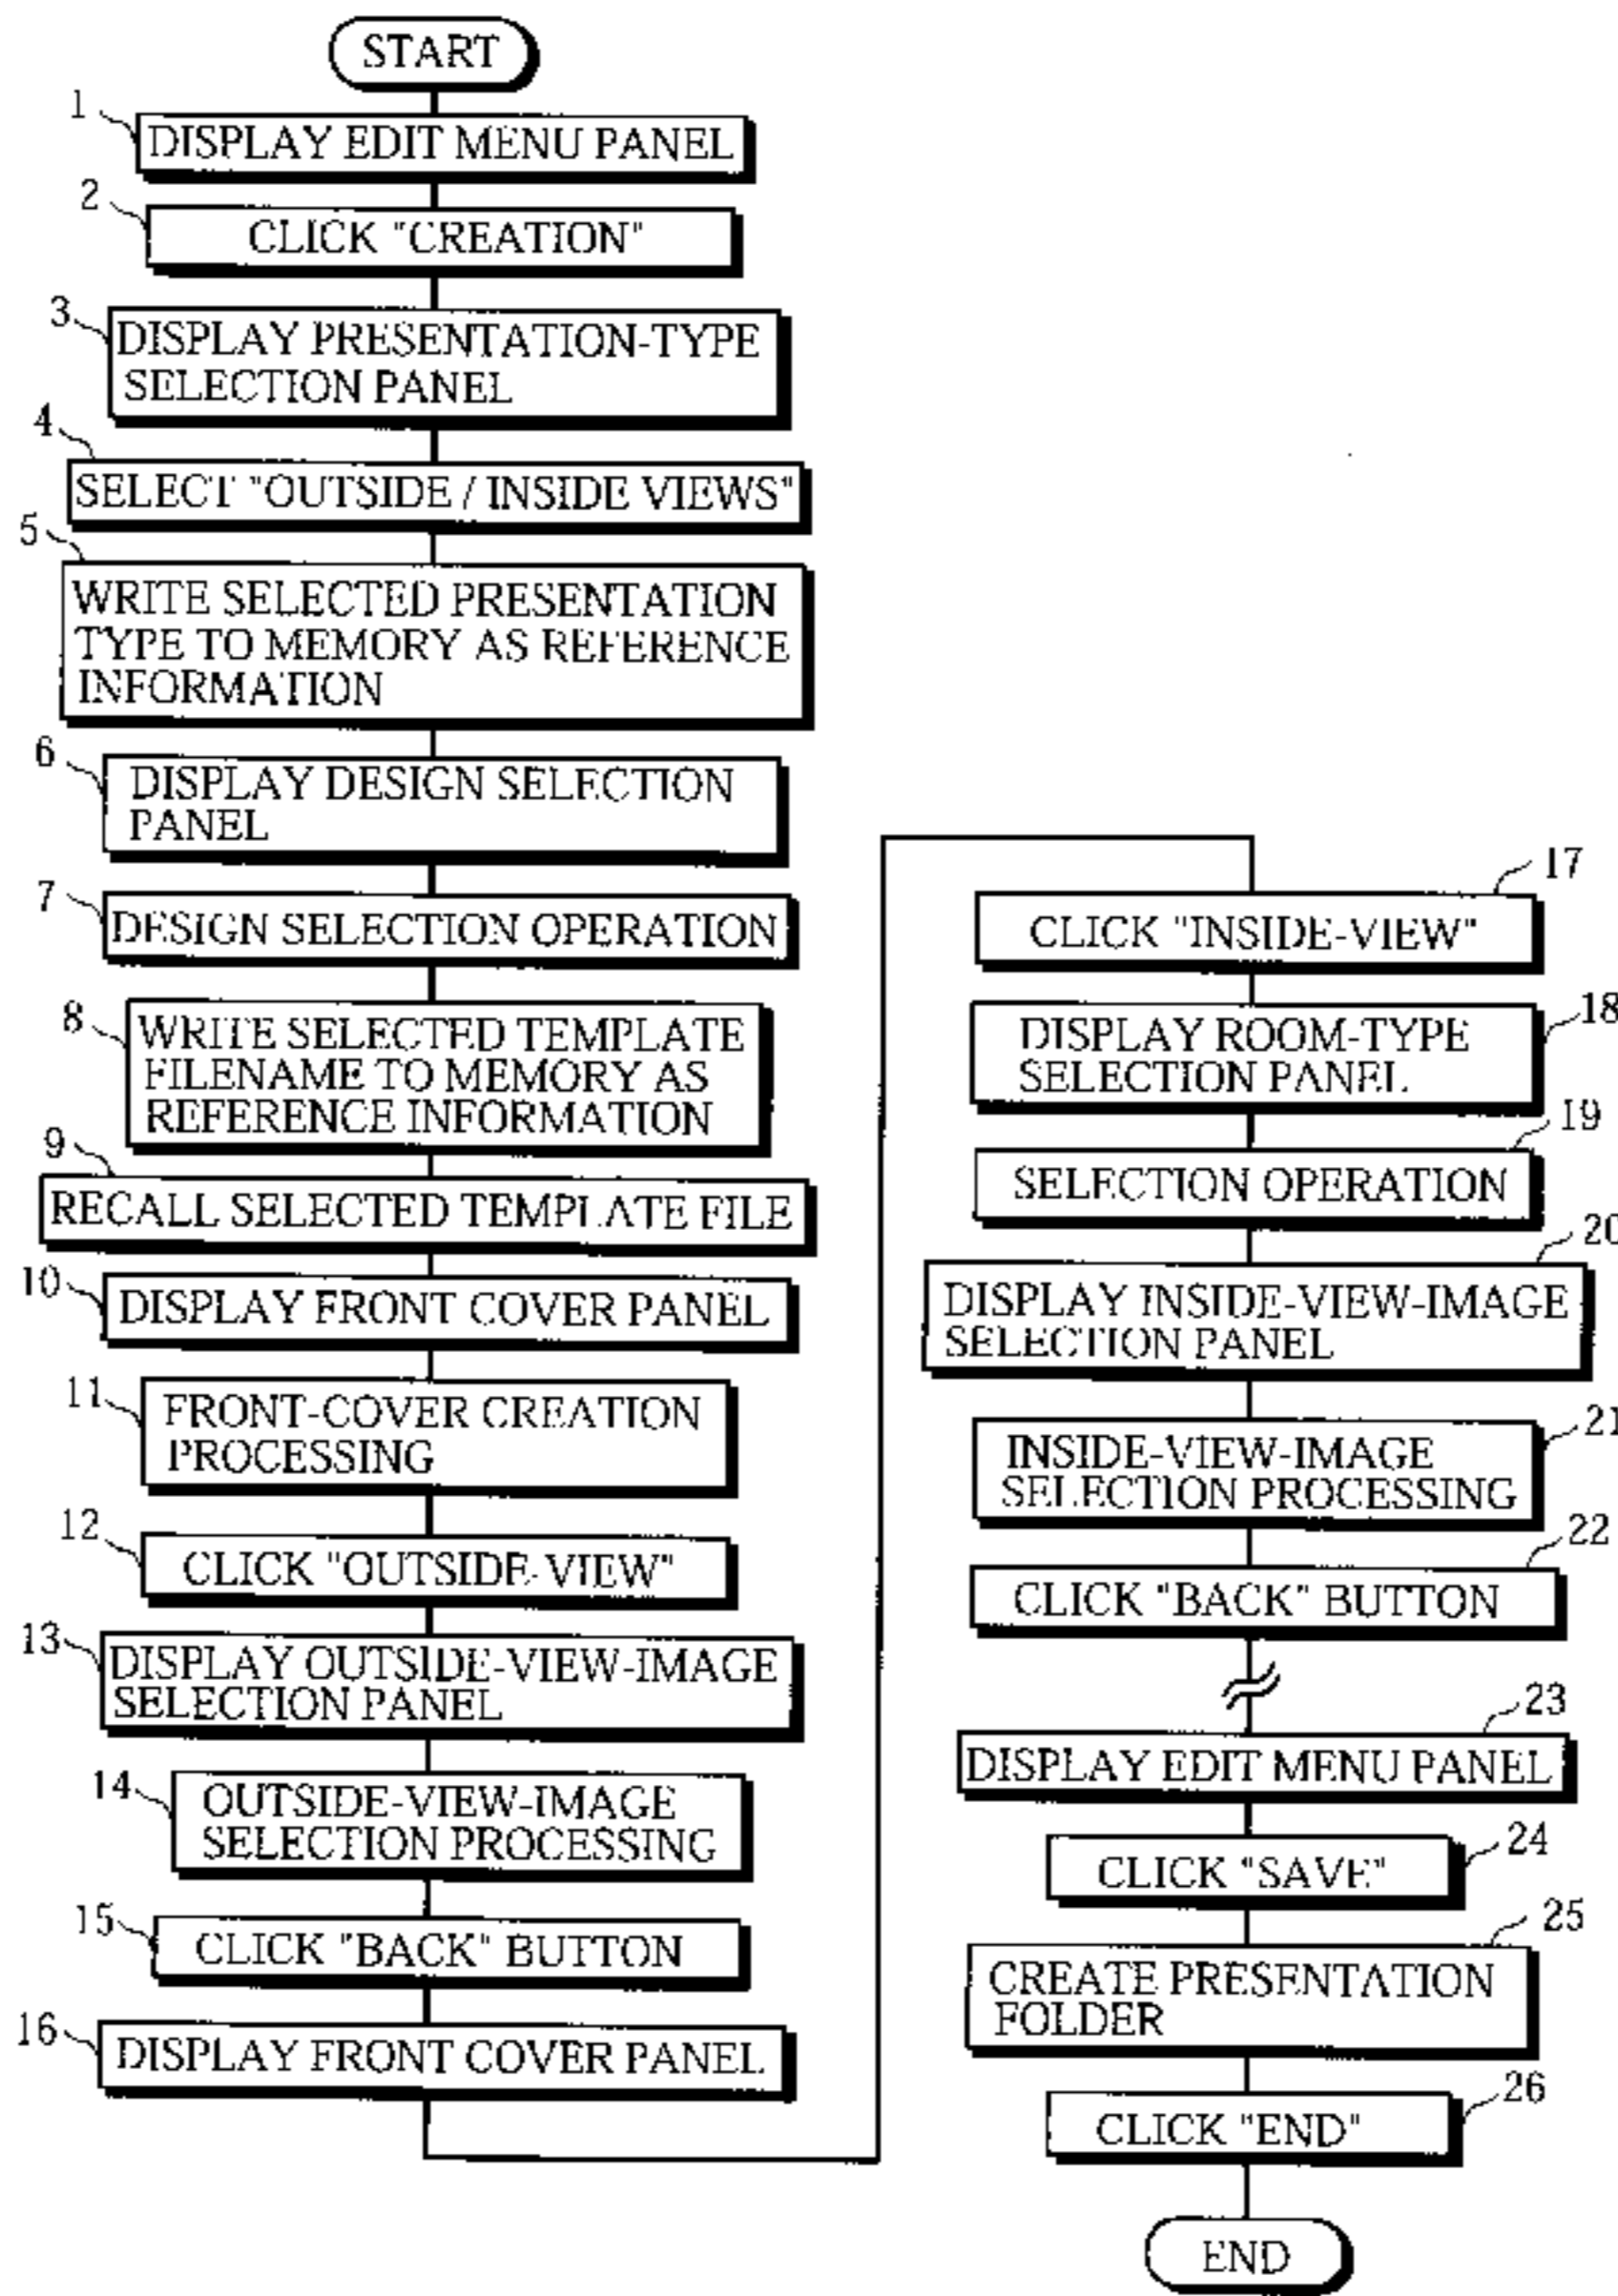 START
1
DISPLAY EDIT MENU PANEL
2
CLICK "CREATION"
3
DISPLAY PRESENTATION-TYPE
SELECTION PANEL
4
SELECT "OUTSIDE / INSIDE VIEWS"
5
WRITE SELECTED PRESENTATION
TYPE TO MEMORY AS REFERENCE
INFORMATION
6
DISPLAY DESIGN SELECTION
PANEL
7
DESIGN SELECTION OPERATION
8
WRITE SELECTED TEMPLATE
FILENAME TO MEMORY AS
REFERENCE INFORMATION
9
RECALL SELECTED TEMPLATE FILE
10
DISPLAY FRONT COVER PANEL
11
FRONT-COVER CREATION
PROCESSING
12
CLICK "OUTSIDE-VIEW"
13
DISPLAY OUTSIDE-VIEW-IMAGE
SELECTION PANEL
14
OUTSIDE-VIEW-IMAGE
SELECTION PROCESSING
15
CLICK "BACK" BUTTON
16
DISPLAY FRONT COVER PANEL
17
CLICK "INSIDE-VIEW"
18
DISPLAY ROOM-TYPE
SELECTION PANEL
19
SELECTION OPERATION
20
DISPLAY INSIDE-VIEW-IMAGE
SELECTION PANEL
21
INSIDE-VIEW-IMAGE
SELECTION PROCESSING
22
CLICK "BACK" BUTTON
23
DISPLAY EDIT MENU PANEL
24
CLICK "SAVE"
25
CREATE PRESENTATION
FOLDER
26
CLICK "END"
END